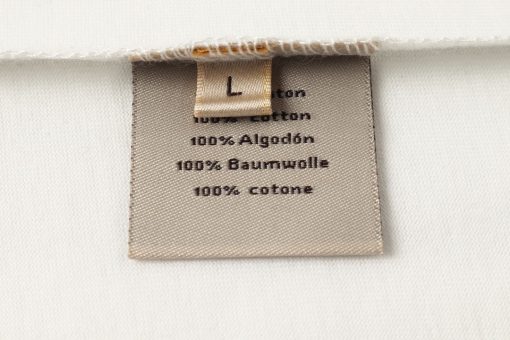 L
100% cotton
100% Algodón
100% Baumwolle
100% cotone